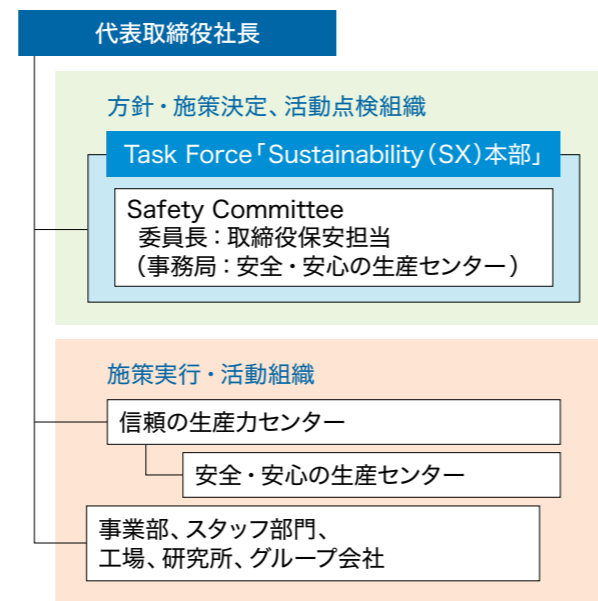 代表取締役社長
方針・施策決定、活動点検組織
Task Force「Sustainability(SX)本部」
Safety Committee
委員長：取締役保安担当
（事務局：安全・安心の生産センター）
施策実行・活動組織
信頼の生産力センター
安全・安心の生産センター
事業部、スタッフ部門、
工場、研究所、グループ会社